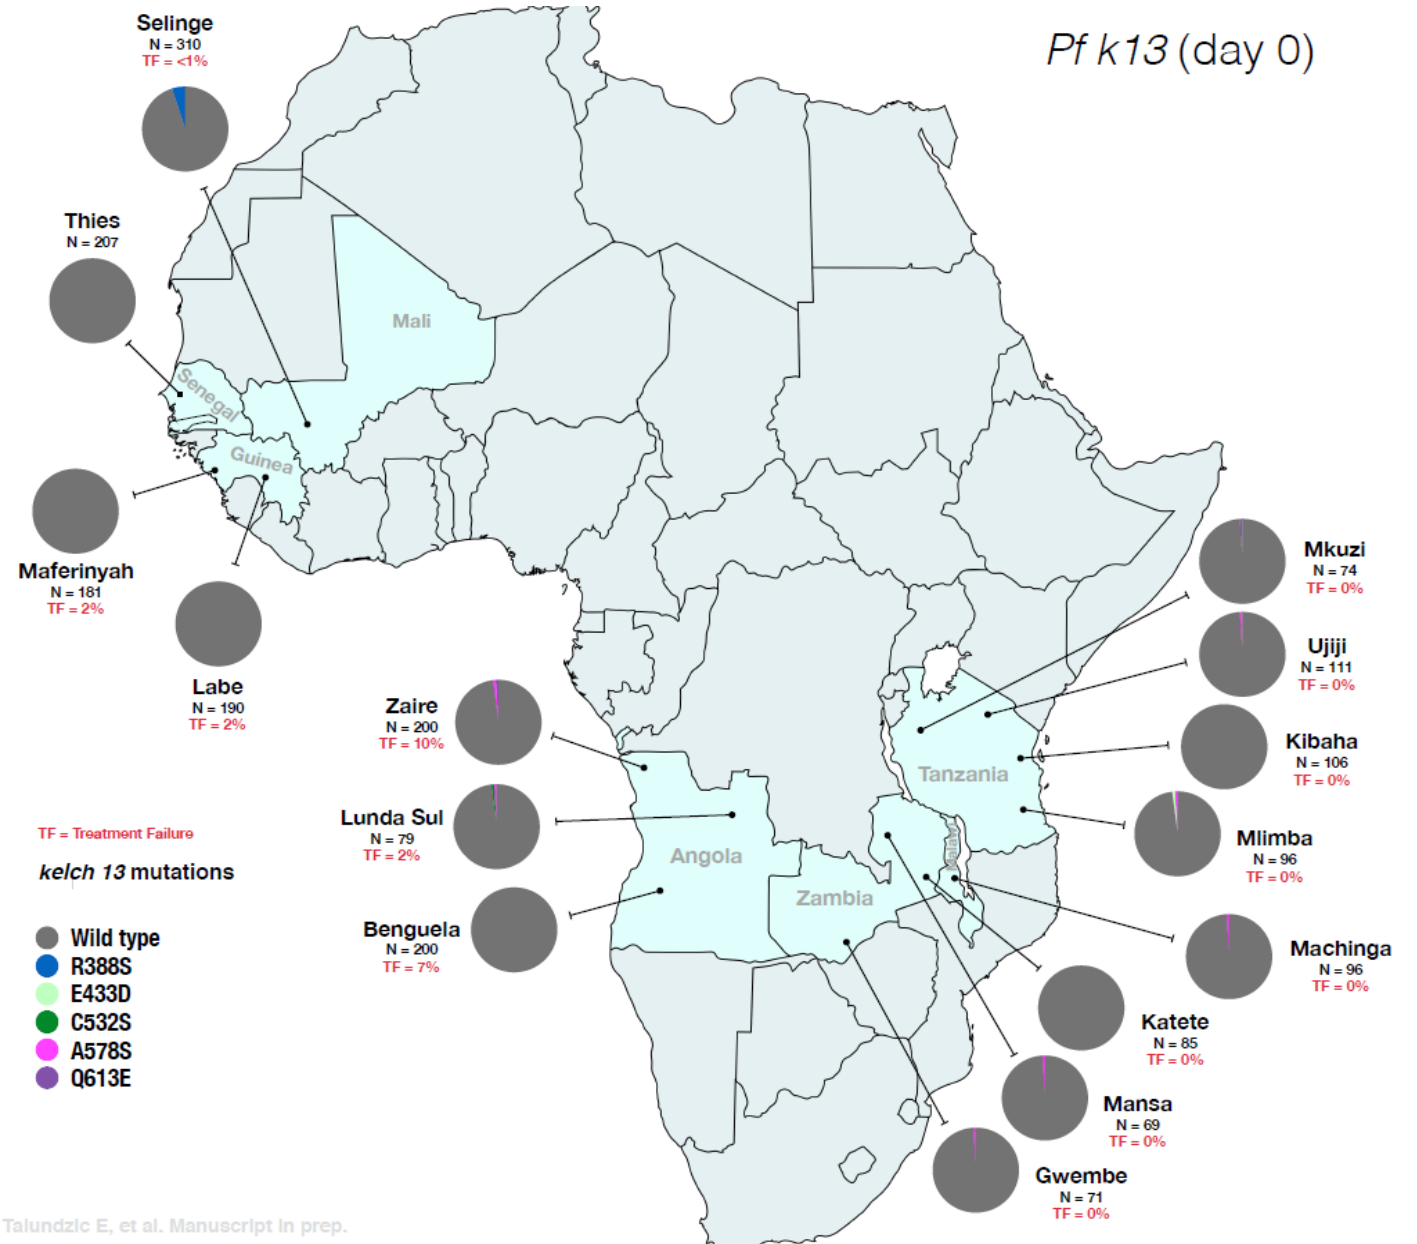 Pf k13 (day 0)
Selinge
N = 310
TF = <1%
Thies
N = 207
Mali
Senegal
Guinea
Maferinyah
N = 181
TF = 2%
Labe
N = 190
TF = 2%
Mkuzi
N = 74
TF = 0%
Ujiji
N = 111
TF = 0%
Zaire
N = 200
TF = 10%
Kibaha
N = 106
TF = 0%
Tanzania
Lunda Sul
N = 79
TF = 2%
Mlimba
N = 96
TF = 0%
Malawi
Angola
Zambia
Benguela
N = 200
TF = 7%
Machinga
N = 96
TF = 0%
Katete
N = 85
TF = 0%
Mansa
N = 69
TF = 0%
Gwembe
N = 71
TF = 0%
TF = Treatment Failure
kelch 13 mutations
Wild type
R388S
E433D
C532S
A578S
Q613E
Talundzic E, et al. Manuscript in prep.